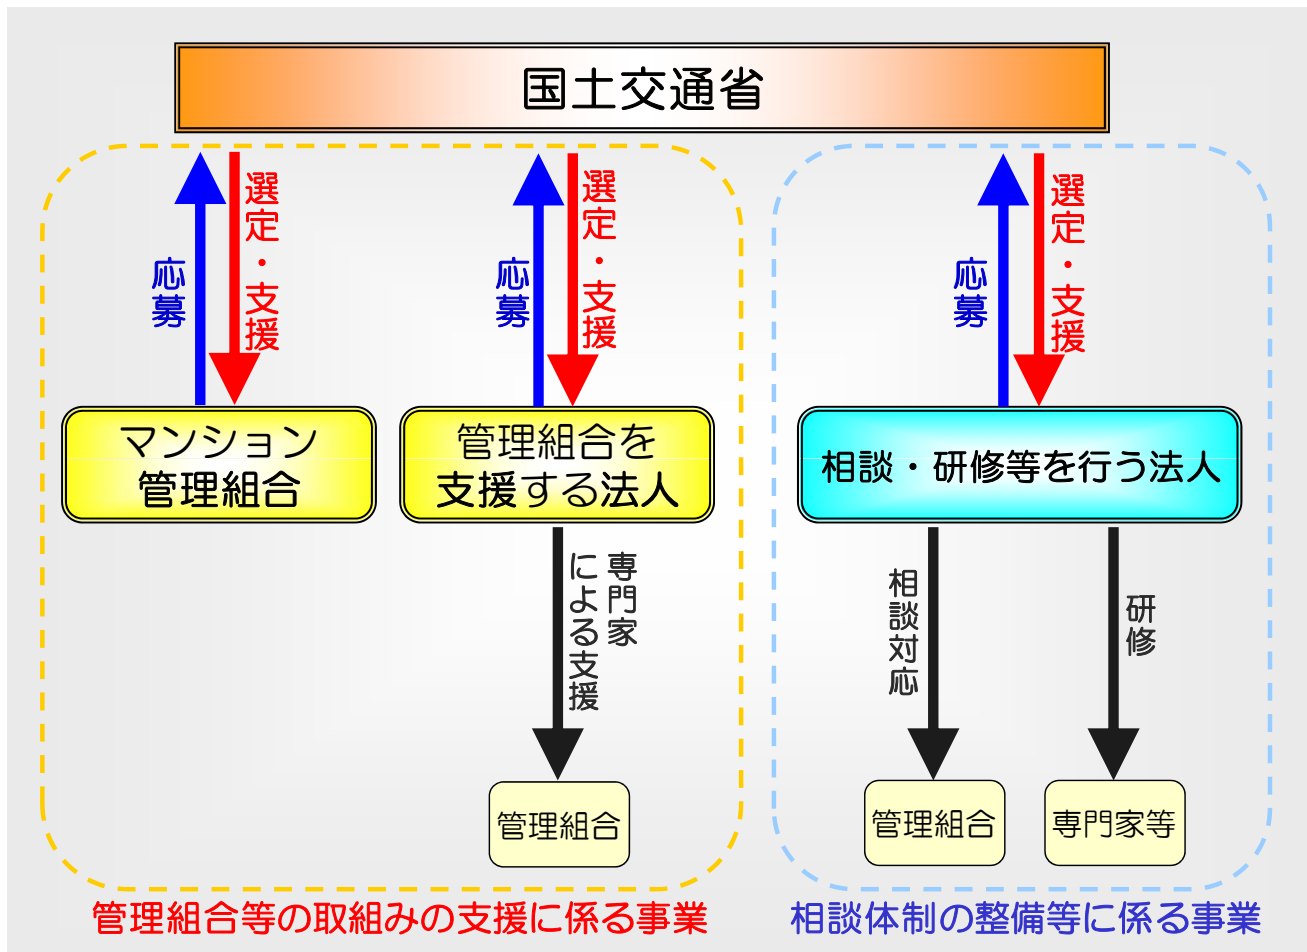 国土交通省
応募
選定・支援
応募
選定・支援
応募
選定・支援
マンション
管理組合
管理組合を
支援する法人
相談・研修等を行う法人
専門家
による支援
相談対応
研修
管理組合
管理組合
専門家等
管理組合等の取組みの支援に係る事業
相談体制の整備等に係る事業